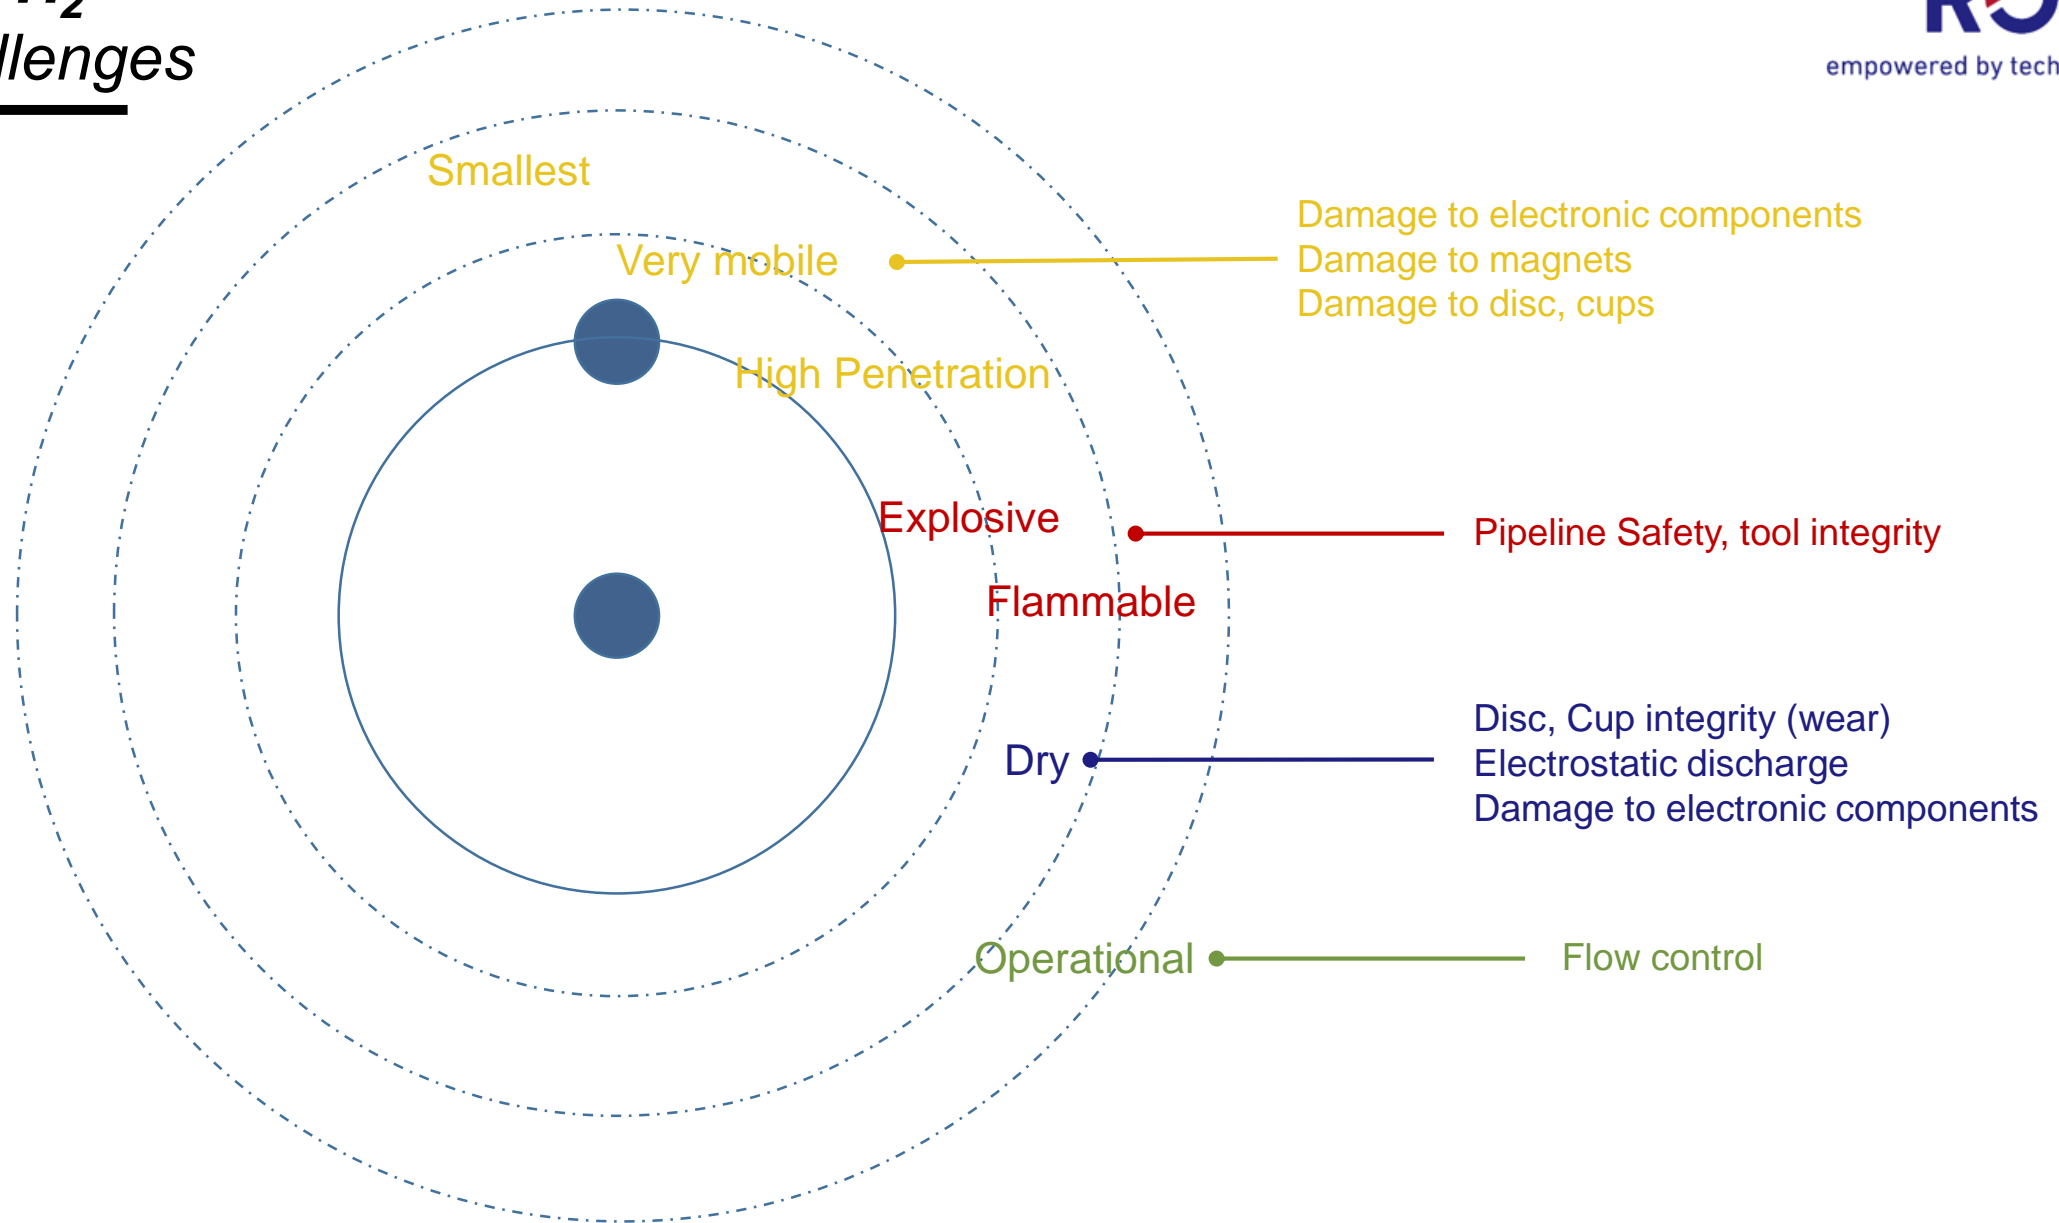 H2
llenges
RO
empowered by tech
Smallest
Very mobile
High Penetration
Damage to electronic components
Damage to magnets
Damage to disc, cups
Explosive
Flammable
Pipeline Safety, tool integrity
Dry
Disc, Cup integrity (wear)
Electrostatic discharge
Damage to electronic components
Operational
Flow control